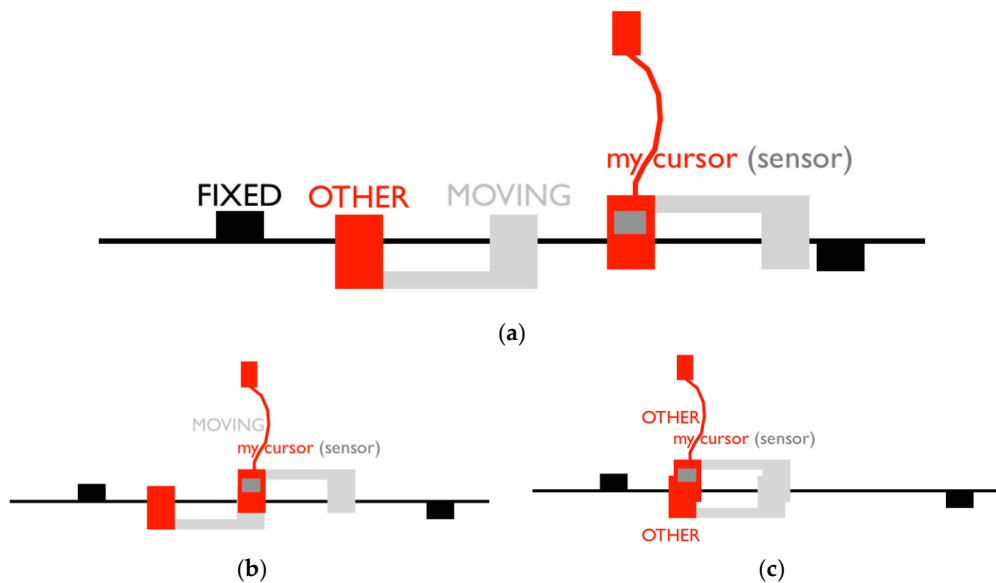 my cursor (sensor)
FIXED OTHER MOVING
(a)
MOVING
my cursor (sensor)
(b)
OTHER
my cursor (sensor)
OTHER
(c)